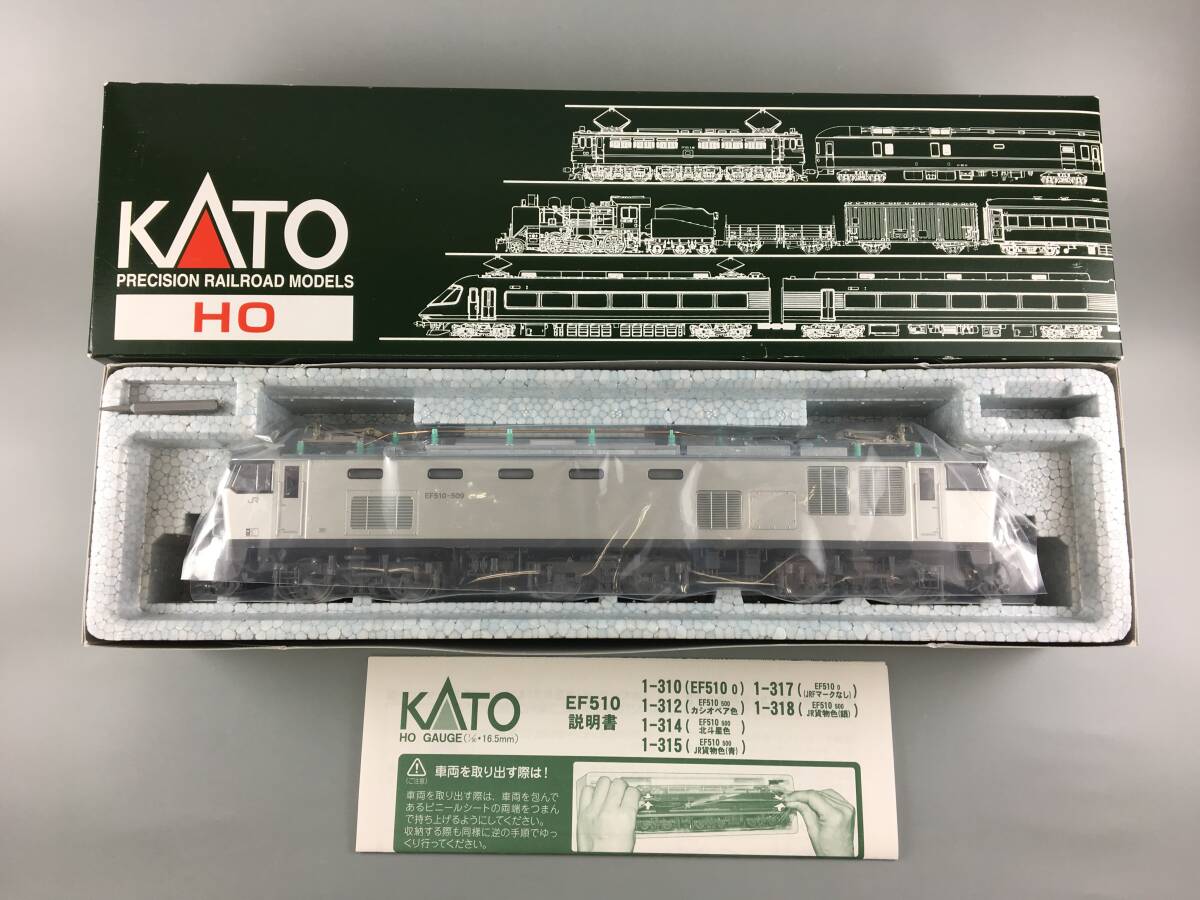 KATO
PRECISION RAILROAD MODELS
HO
JR
EF510-509
KATO
HO GAUGE(1/80•16.5mm)
EF510
説明書
1-310(EF510 0)
1-312(EF510 500 カシオペア色)
1-314(EF510 500 北斗星色)
1-315(EF510 500 JR貨物色(青))
1-317(EF510 0 (JRFマークなし))
1-318(EF510 500 JR貨物色(銀))
(ご注意)
車両を取り出す際は!
車両を取り出す際は、車両を包んで
あるビニールシートの両端をつまん
で持ち上げるようにしてください。
収納する際も同様に逆の手順でゆっ
くり行ってください。